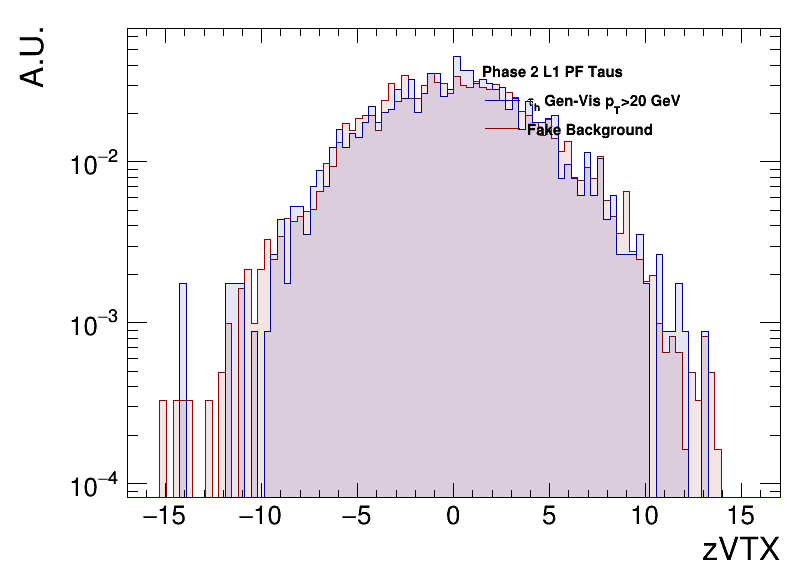 A.U.
Phase 2 L1 PF Taus
τh Gen-Vis pT>20 GeV
Fake Background
10−2
10−3
10−4
−15 −10 −5 0 5 10 15
zVTX